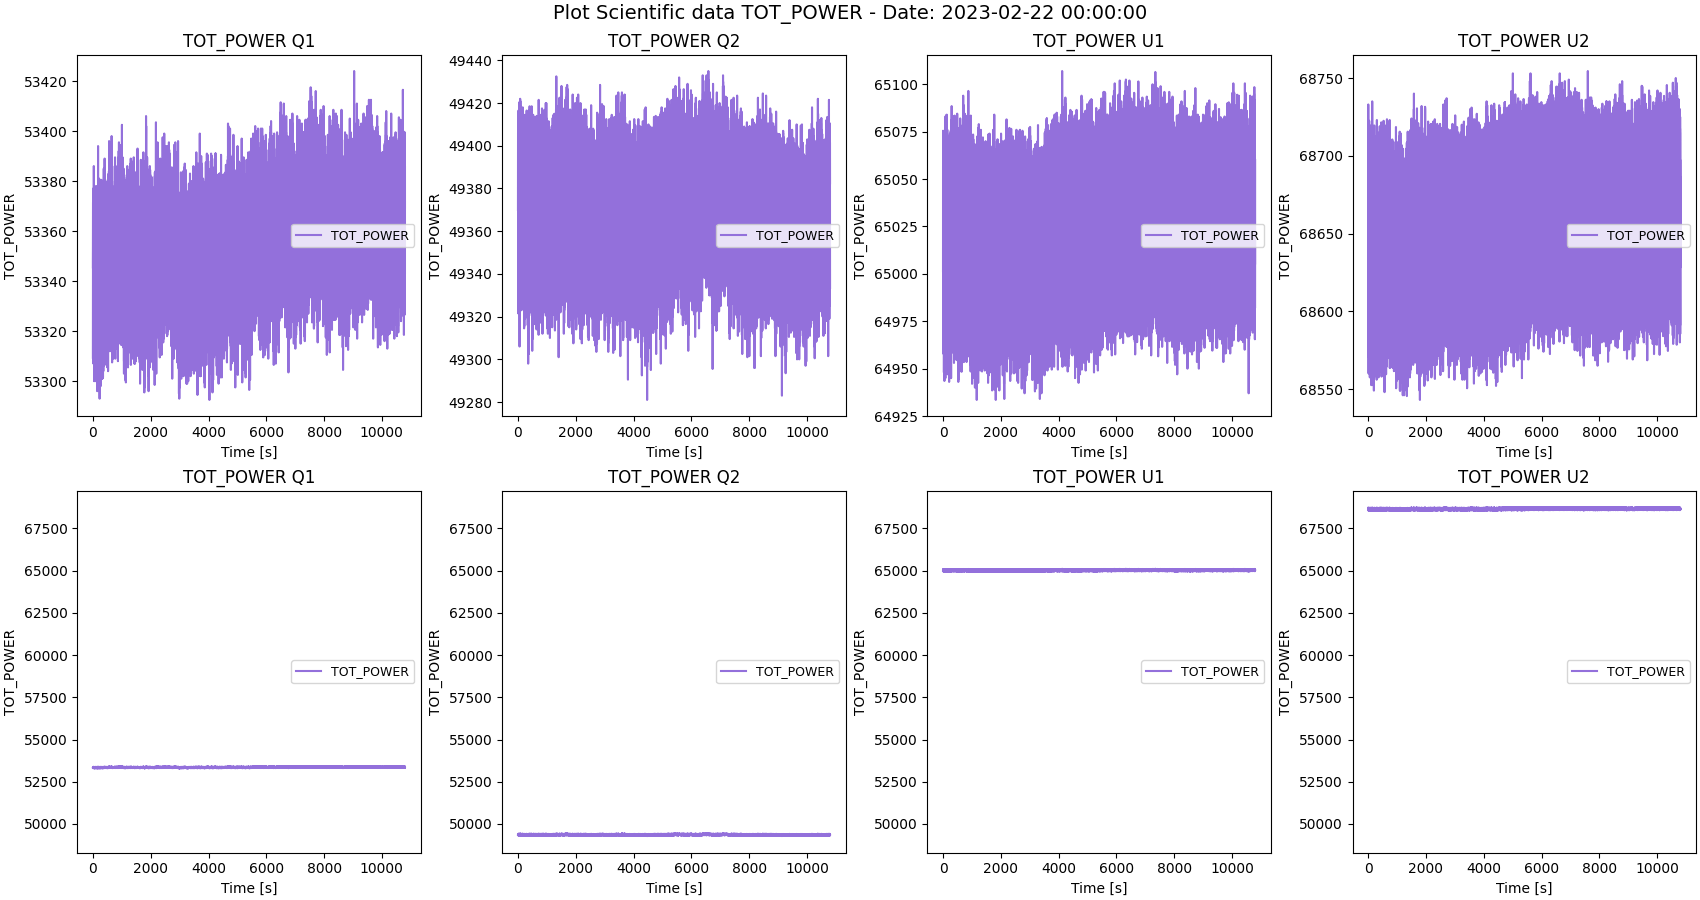 Plot Scientific data TOT_POWER - Date: 2023-02-22 00:00:00
TOT_POWER Q1
TOT_POWER
53420
53400
53380
53360
53340
53320
53300
TOT_POWER
0 2000 4000 6000 8000 10000
Time [s]
TOT_POWER Q2
TOT_POWER
49440
49420
49400
49380
49360
49340
49320
49300
49280
TOT_POWER
0 2000 4000 6000 8000 10000
Time [s]
TOT_POWER U1
TOT_POWER
65100
65075
65050
65025
65000
64975
64950
64925
TOT_POWER
0 2000 4000 6000 8000 10000
Time [s]
TOT_POWER U2
TOT_POWER
68750
68700
68650
68600
68550
TOT_POWER
0 2000 4000 6000 8000 10000
Time [s]
TOT_POWER Q1
TOT_POWER
67500
65000
62500
60000
57500
55000
52500
50000
TOT_POWER
0 2000 4000 6000 8000 10000
Time [s]
TOT_POWER Q2
TOT_POWER
67500
65000
62500
60000
57500
55000
52500
50000
TOT_POWER
0 2000 4000 6000 8000 10000
Time [s]
TOT_POWER U1
TOT_POWER
67500
65000
62500
60000
57500
55000
52500
50000
TOT_POWER
0 2000 4000 6000 8000 10000
Time [s]
TOT_POWER U2
TOT_POWER
67500
65000
62500
60000
57500
55000
52500
50000
TOT_POWER
0 2000 4000 6000 8000 10000
Time [s]